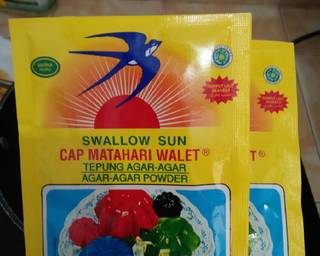 SWALLOW SUN
CAP MATAHARI WALET®
TEPUNG AGAR-AGAR
AGAR-AGAR POWDER
T®